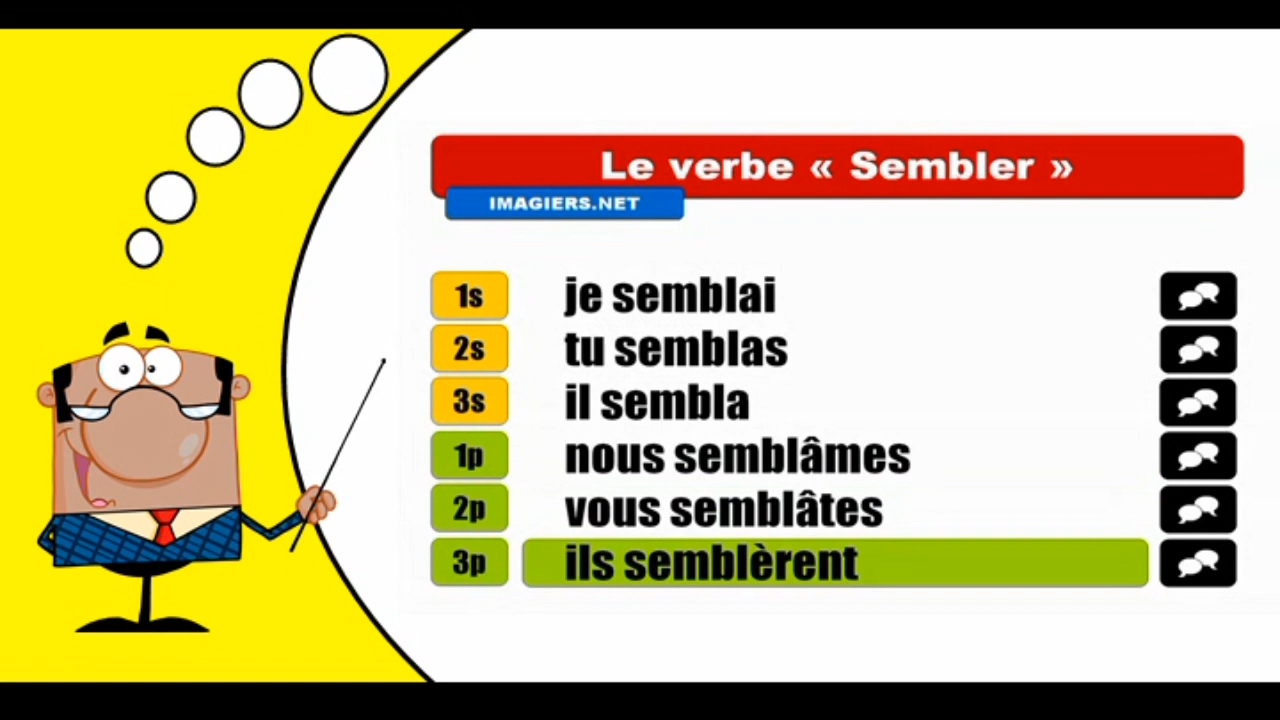 Le verbe « Sembler »
IMAGIERS.NET
1s je semblai
2s tu semblas
3s il sembla
1p nous semblâmes
2p vous semblâtes
3p ils semblèrent